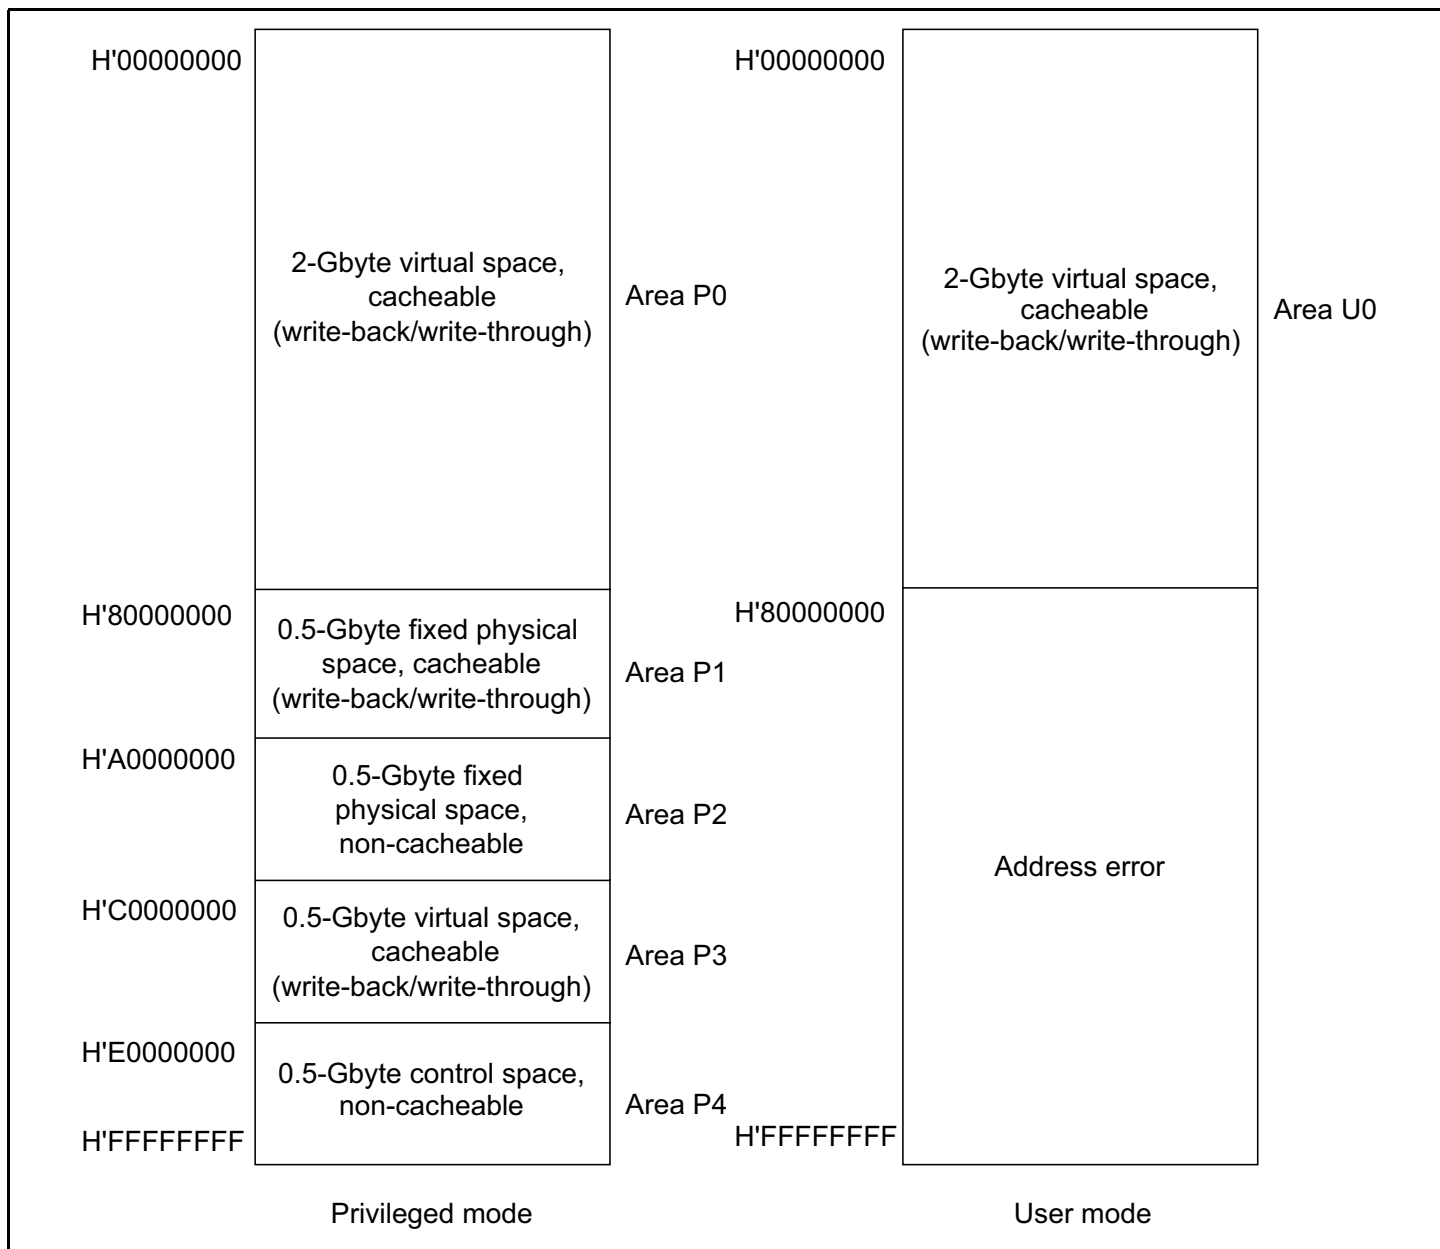 H'00000000
2-Gbyte virtual space,
cacheable
(write-back/write-through)
Area P0
H'80000000
0.5-Gbyte fixed physical
space, cacheable
(write-back/write-through)
Area P1
H'A0000000
0.5-Gbyte fixed
physical space,
non-cacheable
Area P2
H'C0000000
0.5-Gbyte virtual space,
cacheable
(write-back/write-through)
Area P3
H'E0000000
0.5-Gbyte control space,
non-cacheable
Area P4
H'FFFFFFFF
Privileged mode
H'00000000
2-Gbyte virtual space,
cacheable
(write-back/write-through)
Area U0
H'80000000
Address error
H'FFFFFFFF
User mode